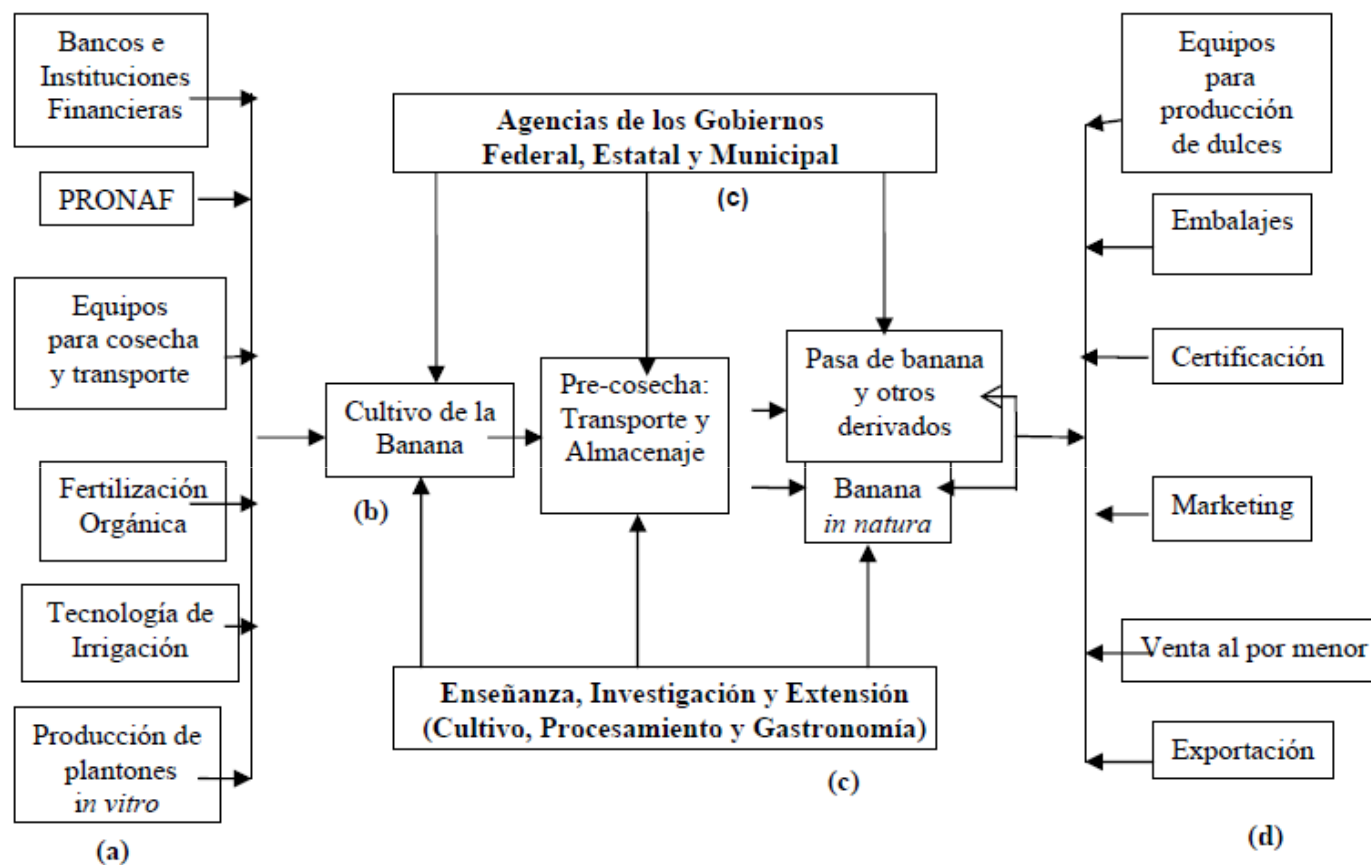 Bancos e
Instituciones
Financieras
PRONAF
Equipos
para cosecha
y transporte
Fertilización
Orgánica
Tecnología de
Irrigación
Producción de
plantones
in vitro
(a)
Agencias de los Gobiernos
Federal, Estatal y Municipal
(c)
Cultivo de la
Banana
(b)
Pre-cosecha:
Transporte y
Almacenaje
Pasa de banana
y otros
derivados
Banana
in natura
Enseñanza, Investigación y Extensión
(Cultivo, Procesamiento y Gastronomía)
(c)
Equipos
para
producción
de dulces
Embalajes
Certificación
Marketing
Venta al por menor
Exportación
(d)